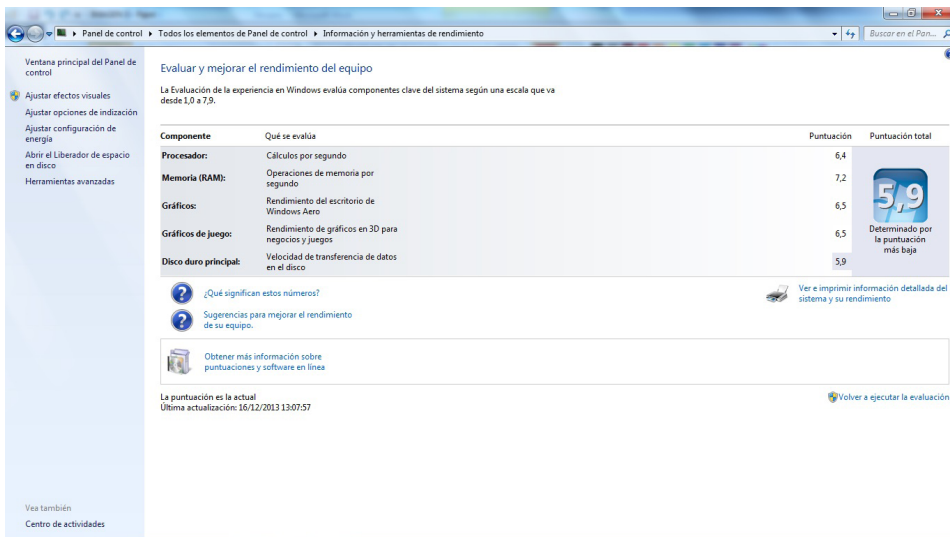 Panel de control ▸ Todos los elementos de Panel de control ▸ Información y herramientas de rendimiento
Buscar en el Pan...
Ventana principal del Panel de
control
Ajustar efectos visuales
Ajustar opciones de indización
Ajustar configuración de
energía
Abrir el Liberador de espacio
en disco
Herramientas avanzadas
Vea también
Centro de actividades
Evaluar y mejorar el rendimiento del equipo
La Evaluación de la experiencia en Windows evalúa componentes clave del sistema según una escala que va
desde 1,0 a 7,9.
Componente Qué se evalúa Puntuación Puntuación total
Procesador: Cálculos por segundo 6,4
Memoria (RAM): Operaciones de memoria por
segundo 7,2
Gráficos: Rendimiento del escritorio de
Windows Aero 6,5
Gráficos de juego: Rendimiento de gráficos en 3D para
negocios y juegos 6,5
Disco duro principal: Velocidad de transferencia de datos
en el disco 5,9
5,9
Determinado por
la puntuación
más baja
¿Qué significan estos números?
Sugerencias para mejorar el rendimiento
de su equipo.
Ver e imprimir información detallada del
sistema y su rendimiento
Obtener más información sobre
puntuaciones y software en línea
La puntuación es la actual
Última actualización: 16/12/2013 13:07:57
Volver a ejecutar la evaluación